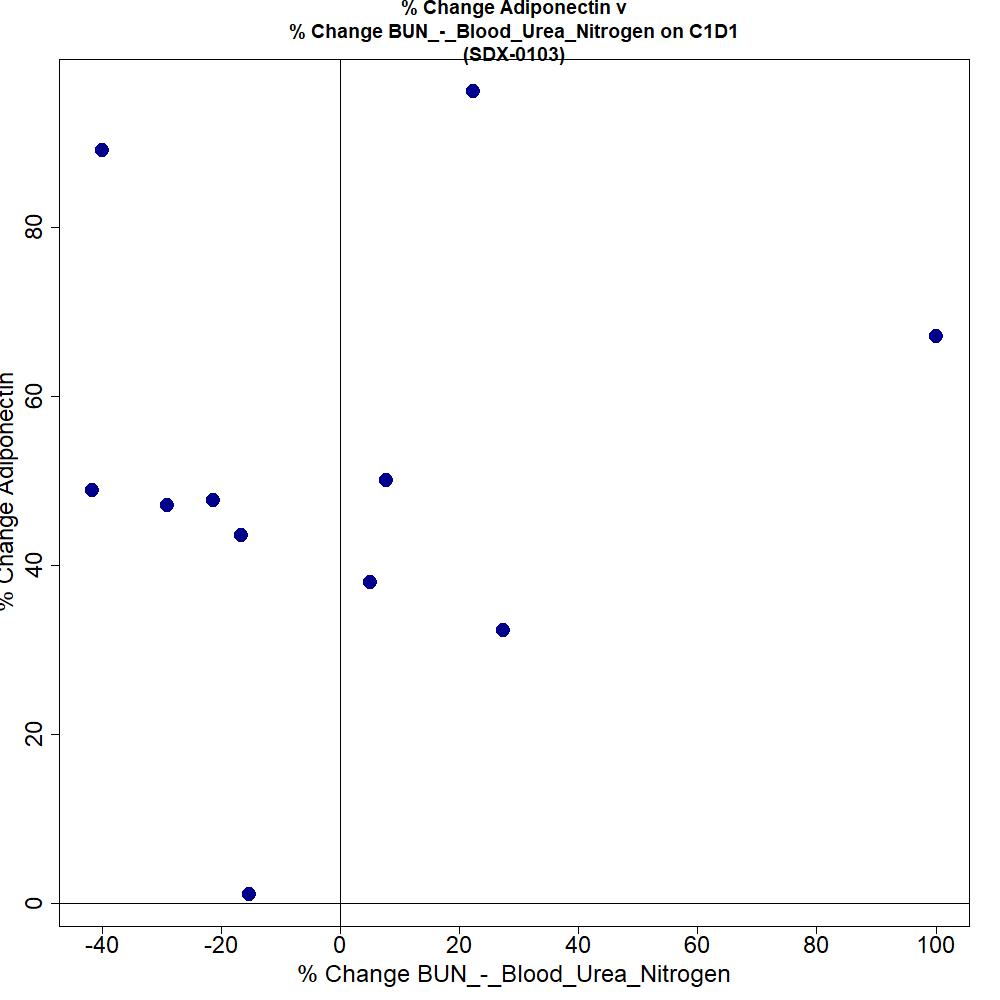 % Change Adiponectin v
% Change BUN_-_Blood_Urea_Nitrogen on C1D1
(SDX-0103)
% Change Adiponectin
80
60
40
20
0
-40 -20 0 20 40 60 80 100
% Change BUN_-_Blood_Urea_Nitrogen